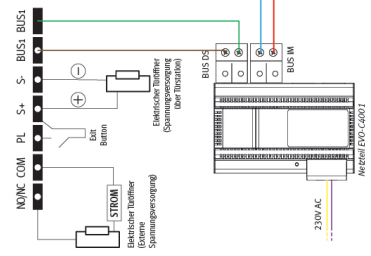 BUS1
BUS1
S-
S+
PL
COM
NO/NC
−
+
Elektrischer Türöffner
(Spannungsversorgung
über Türstation)
Exit
Button
STROM
Elektrischer Türöffner
(Externe
Spannungsversorgung)
BUS DS
BUS IM
230V AC
Netzteil EVO-C4001